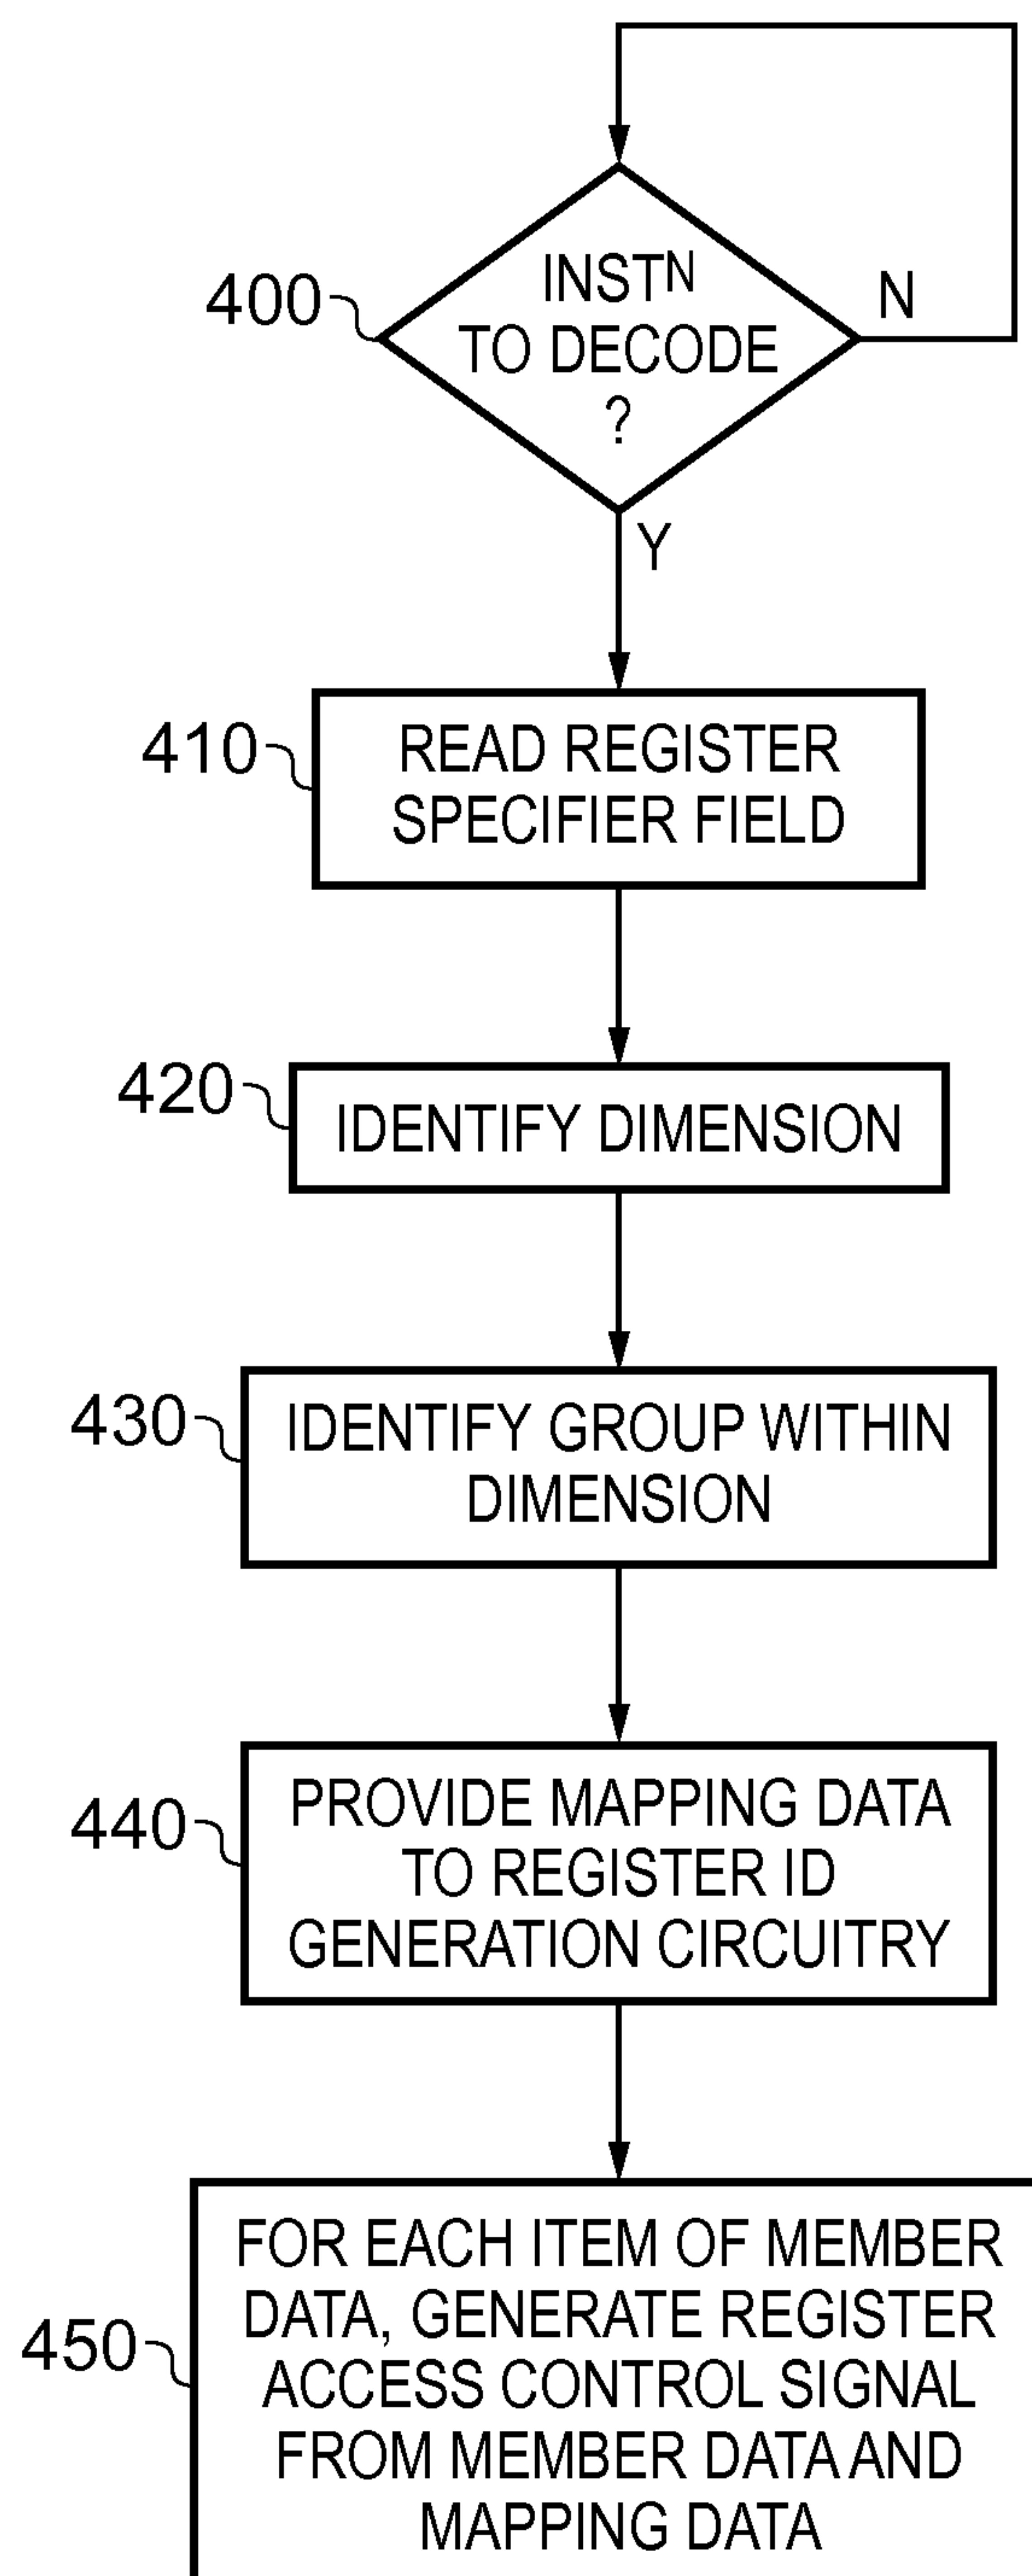 INSTN
400
N
TO DECODE
?
Y
410
READ REGISTER
SPECIFIER FIELD
420
IDENTIFY DIMENSION
430
IDENTIFY GROUP WITHIN
DIMENSION
440
PROVIDE MAPPING DATA
TO REGISTER ID
GENERATION CIRCUITRY
450
FOR EACH ITEM OF MEMBER
DATA, GENERATE REGISTER
ACCESS CONTROL SIGNAL
FROM MEMBER DATA AND
MAPPING DATA